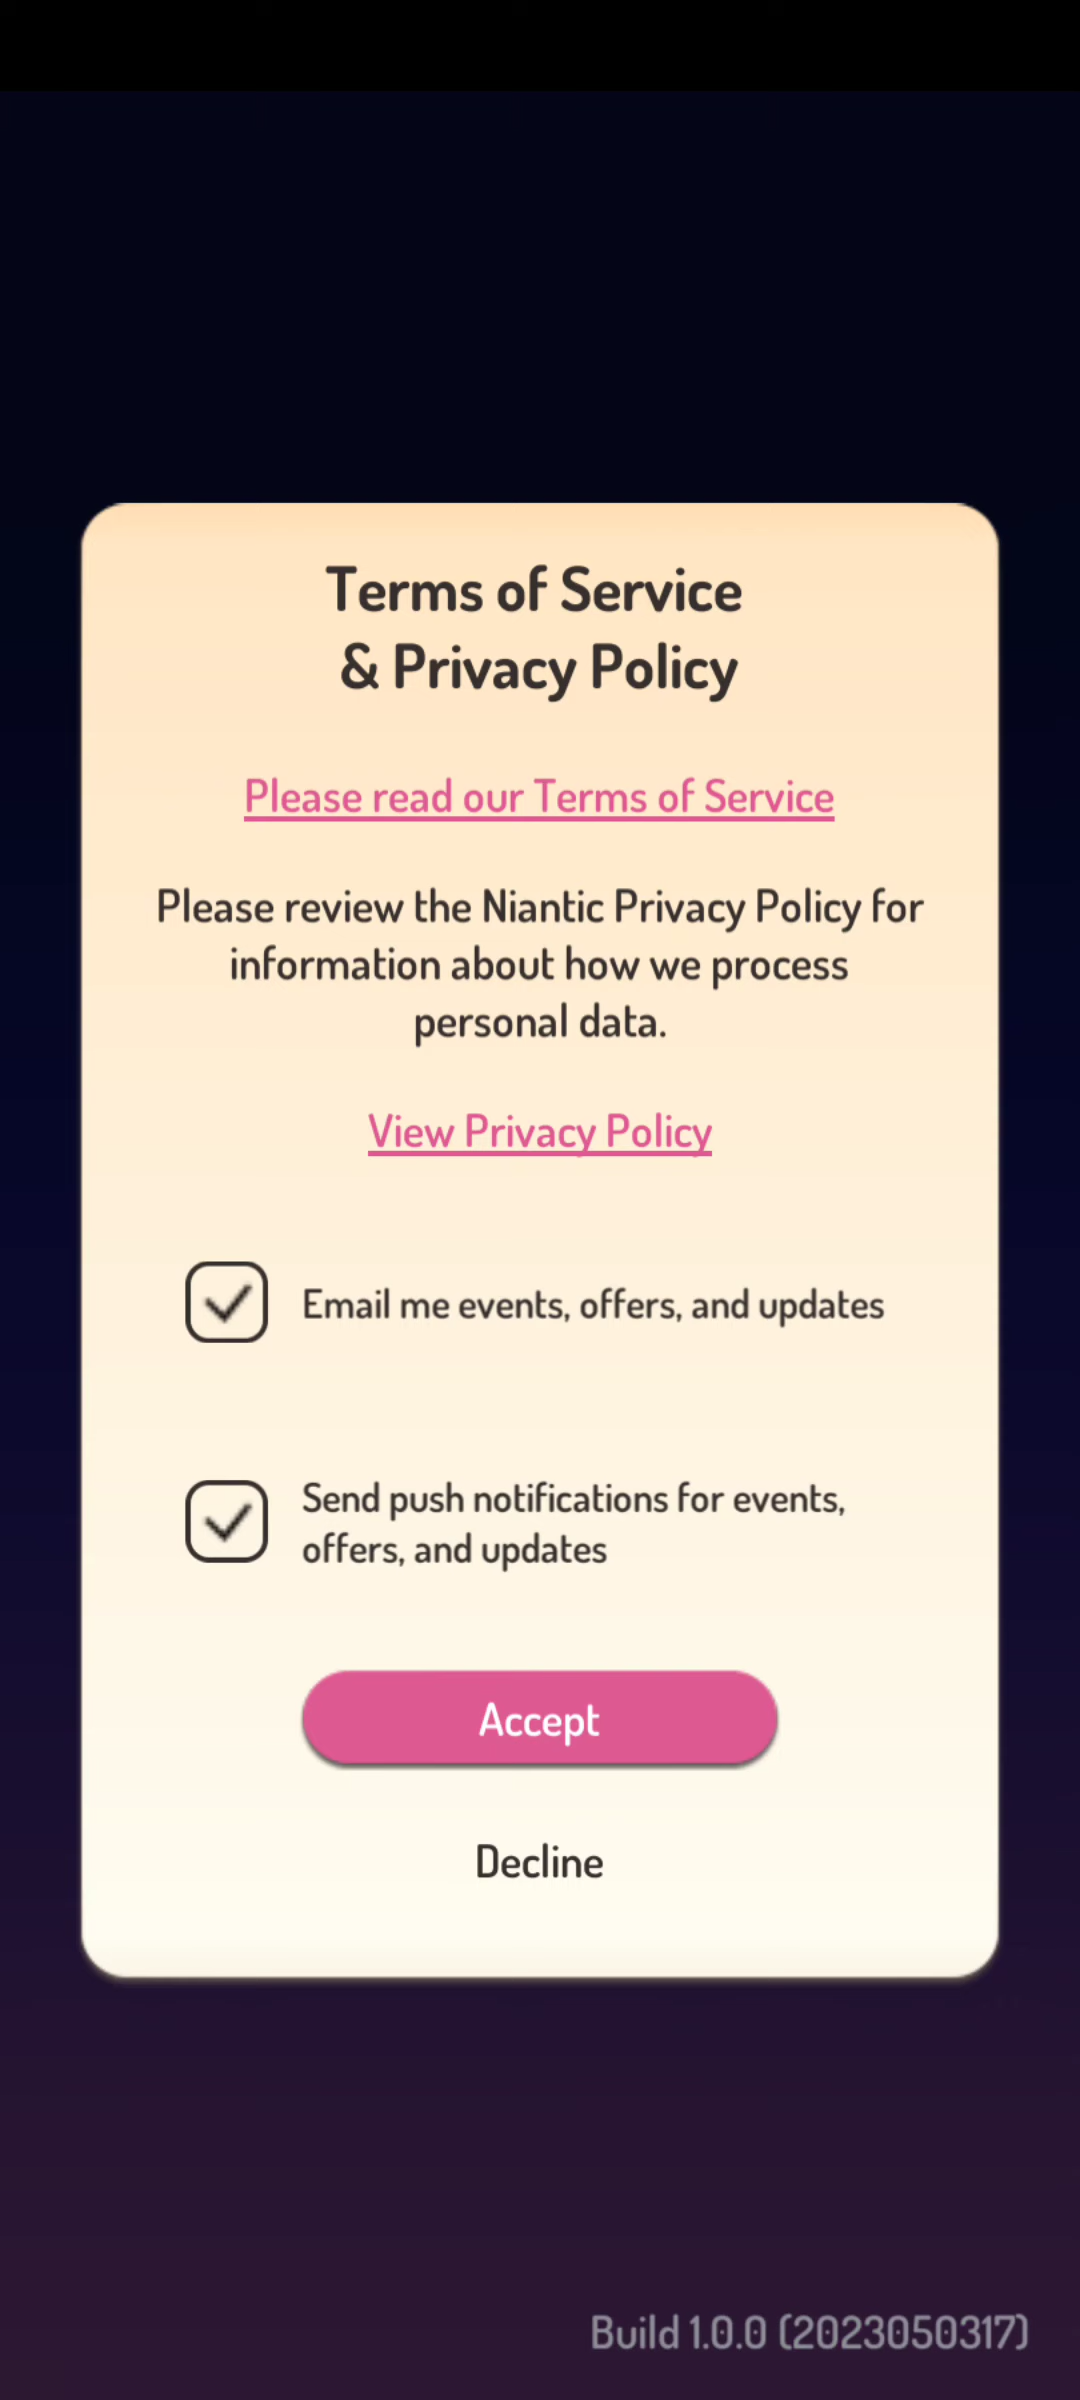 Terms of Service
& Privacy Policy
Please read our Terms of Service
Please review the Niantic Privacy Policy for
information about how we process
personal data.
View Privacy Policy
Email me events, offers, and updates
Send push notifications for events,
offers, and updates
Accept
Decline
Build 1.0.0 (2023050317)